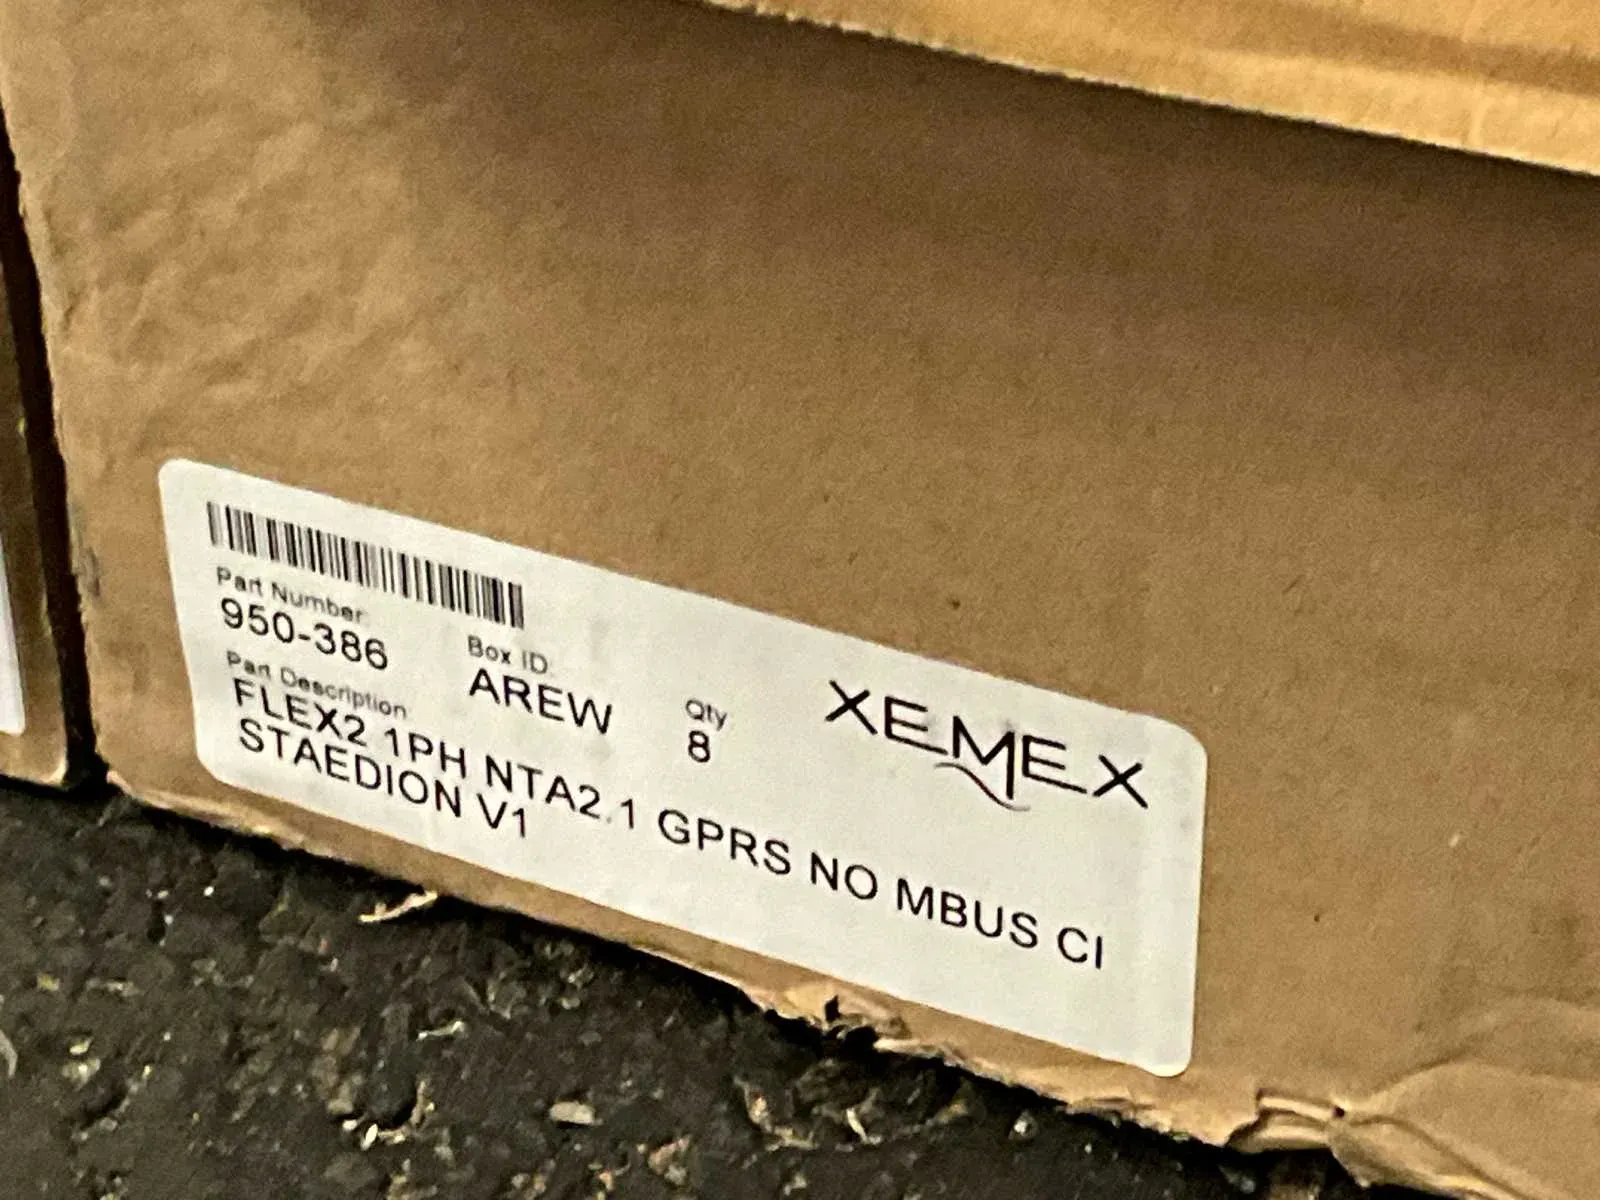 Part Number
950-386
Box ID
AREW
Qty
8
XEMEX
Part Description
FLEX2 1PH NTA2.1 GPRS NO MBUS CI
STAEDION V1